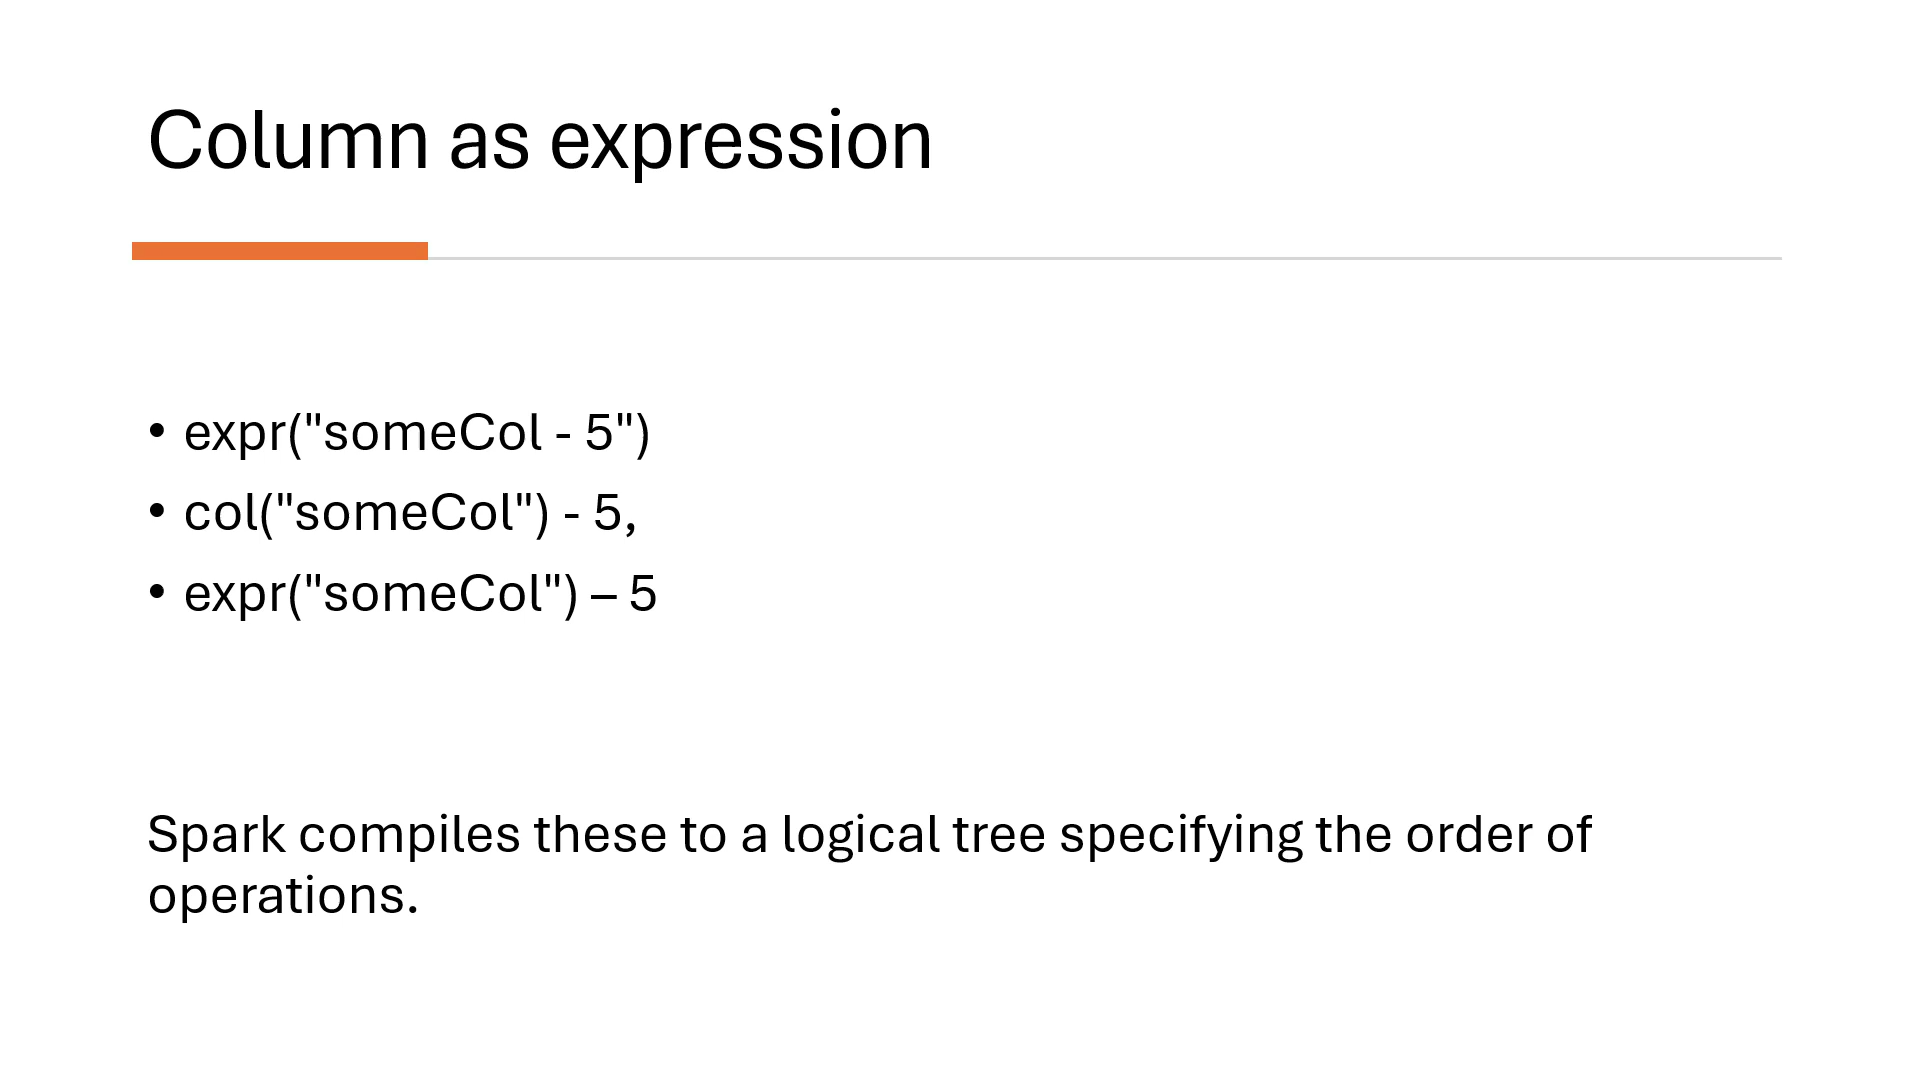 Column as expression
• expr("someCol - 5")
• col("someCol") - 5,
• expr("someCol") – 5
Spark compiles these to a logical tree specifying the order of
operations.